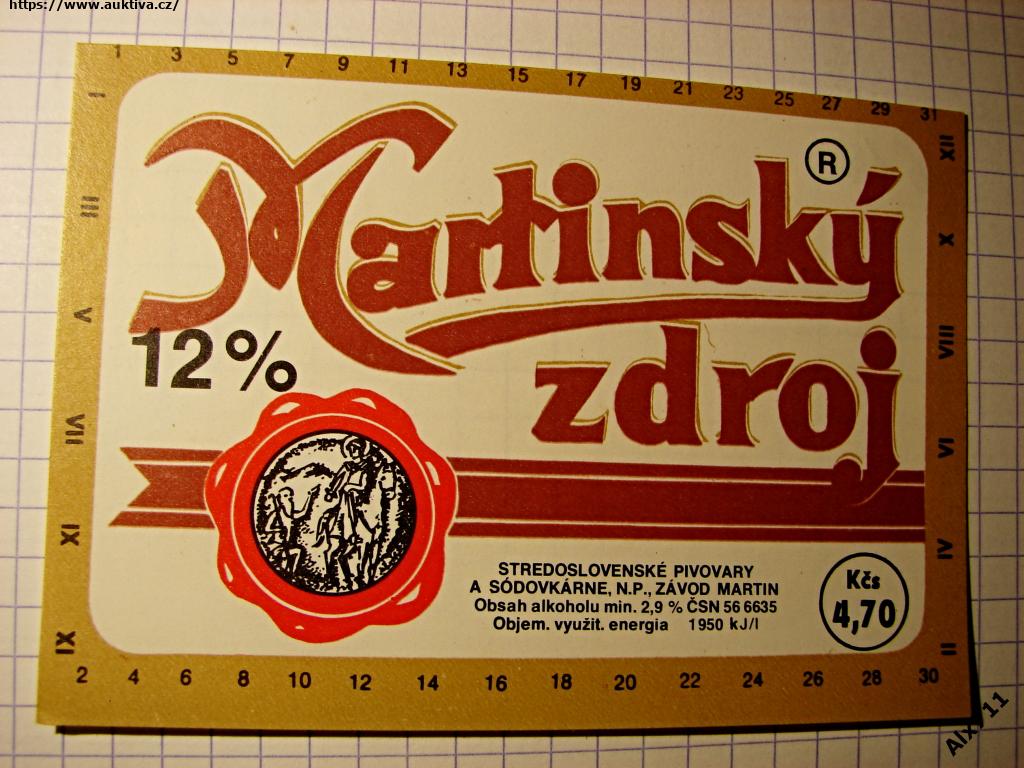 https://www.auktiva.cz/
1 3 5 7 9 11 13 15 17 19 21 23 25 27 29 31
I III V VII XI IX
Martinský ®
zdroj
12%
STREDOSLOVENSKÉ PIVOVARY
A SÓDOVKÁRNE, N.P., ZÁVOD MARTIN
Obsah alkoholu min. 2,9 % ČSN 56 6635
Objem. využit. energia 1950 kJ/l
Kčs
4,70
XII X VIII VI IV II
2 4 6 8 10 12 14 16 18 20 22 24 26 28 30